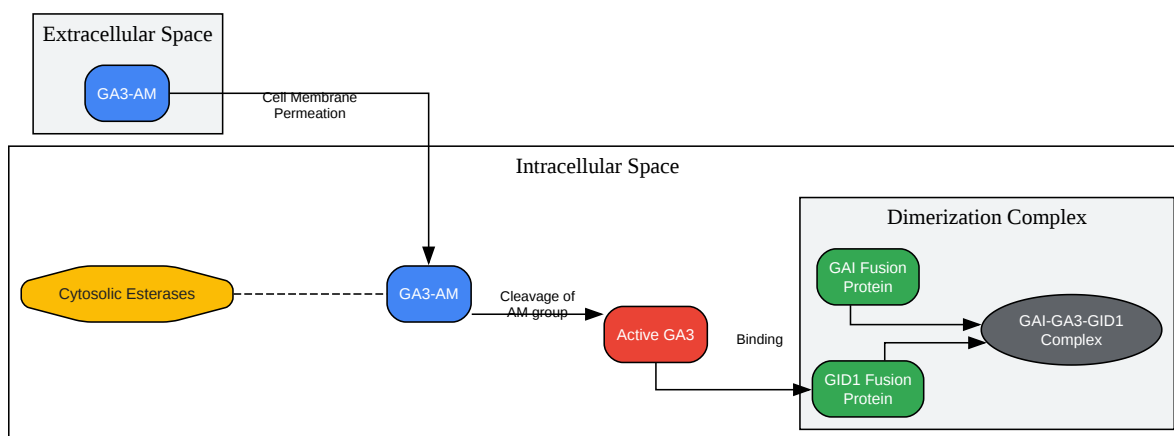 Extracellular Space
GA3-AM
Cell Membrane
Permeation
Intracellular Space
Dimerization Complex
GAI Fusion
Protein
Cytosolic Esterases
GA3-AM
Cleavage of
AM group
Active GA3
Binding
GAI-GA3-GID1
Complex
GID1 Fusion
Protein